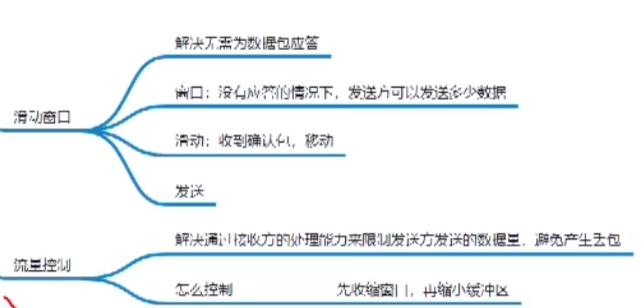 滑动窗口
解决无需为数据包应答
窗口：没有应答的情况下，发送方可以发送多少数据
滑动：收到确认包，移动
发送
流量控制
解决通过接收方的处理能力来限制发送方发送的数据量，避免产生丢包
怎么控制
先收缩窗口，再缩小缓冲区